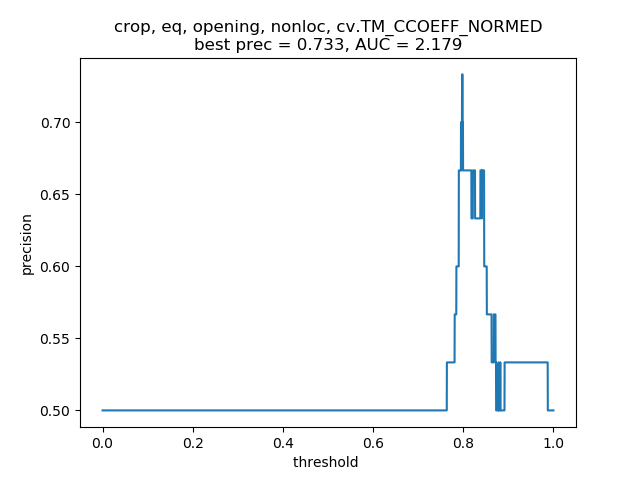 crop, eq, opening, nonloc, cv.TM_CCOEFF_NORMED
best prec = 0.733, AUC = 2.179
0.70
0.65
0.60
0.55
0.50
precision
0.0 0.2 0.4 0.6 0.8 1.0
threshold